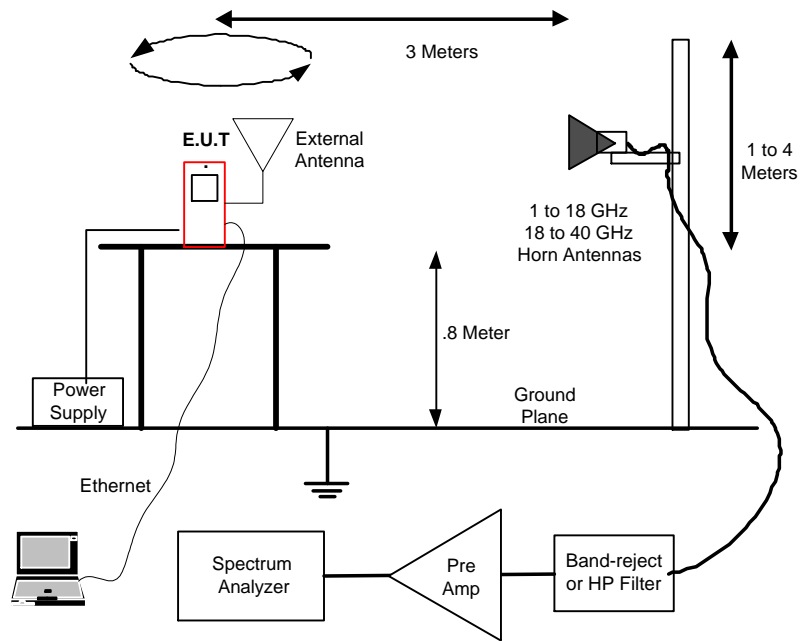 3 Meters
E.U.T
External
Antenna
1 to 4
Meters
1 to 18 GHz
18 to 40 GHz
Horn Antennas
.8 Meter
Power
Supply
Ground
Plane
Ethernet
Spectrum
Analyzer
Pre
Amp
Band-reject
or HP Filter